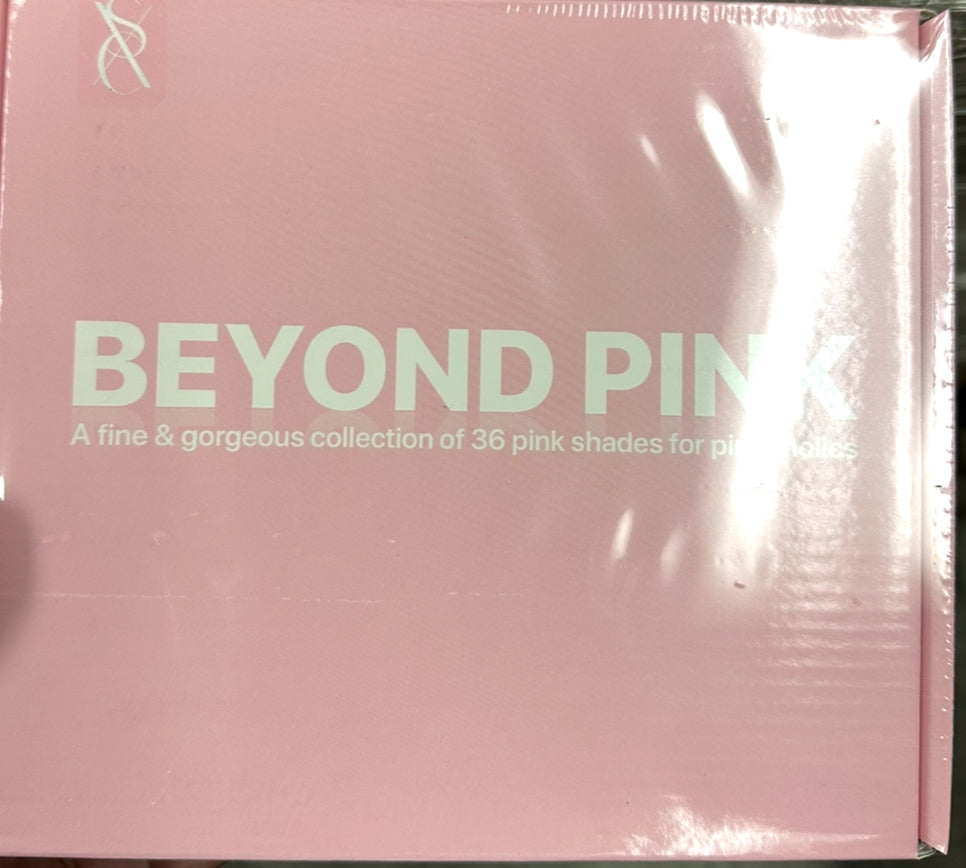 BEYOND PINK
A fine & gorgeous collection of 36 pink shades for